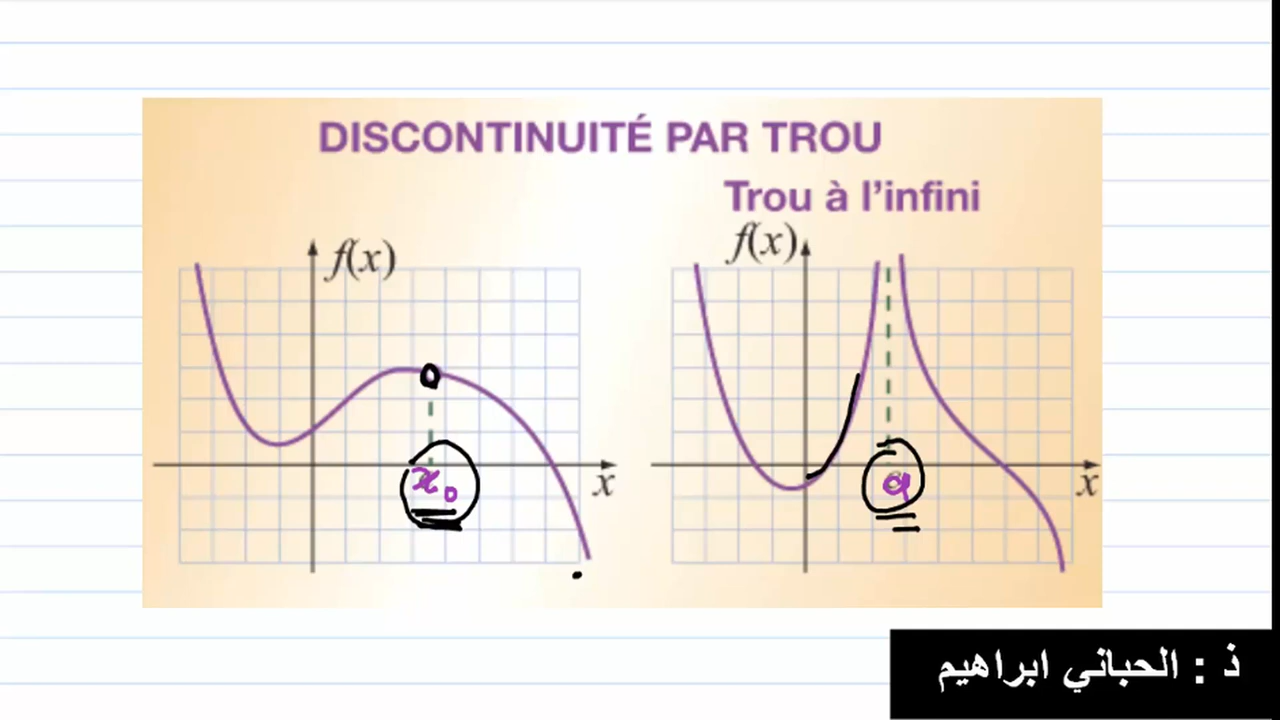 DISCONTINUITÉ PAR TROU
Trou à l'infini
f(x)
f(x)
x₀
x
a
x
ذ : الحباني ابراهيم